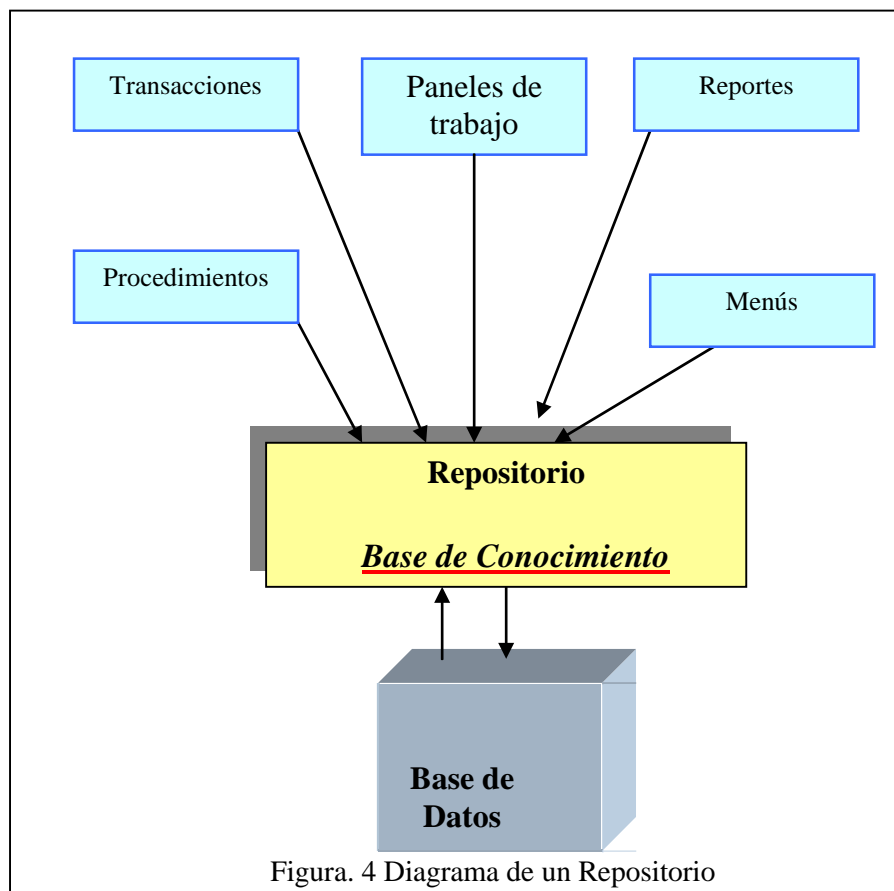 Transacciones
Paneles de
trabajo
Reportes
Procedimientos
Menús
Repositorio
Base de Conocimiento
Base de
Datos
Figura. 4 Diagrama de un Repositorio